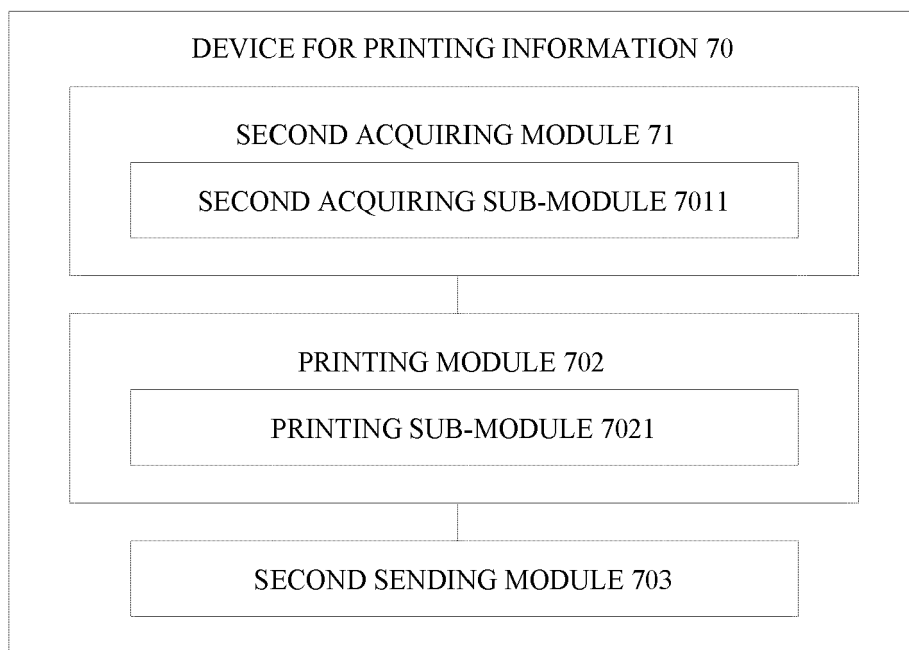 DEVICE FOR PRINTING INFORMATION 70
SECOND ACQUIRING MODULE 71
SECOND ACQUIRING SUB-MODULE 7011
PRINTING MODULE 702
PRINTING SUB-MODULE 7021
SECOND SENDING MODULE 703